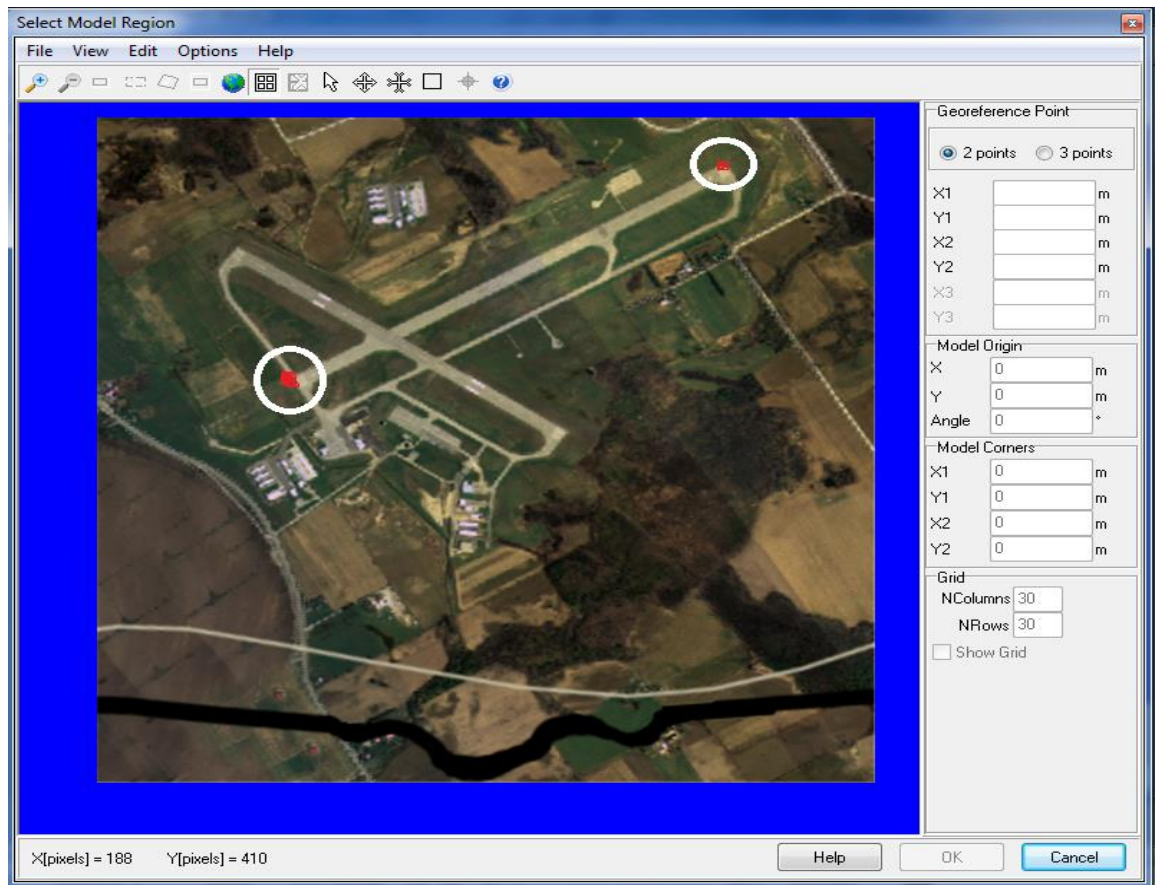 Select Model Region
File View Edit Options Help
Georeference Point
2 points 3 points
X1 m
Y1 m
X2 m
Y2 m
X3 m
Y3 m
Model Origin
X 0 m
Y 0 m
Angle 0 °
Model Corners
X1 0 m
Y1 0 m
X2 0 m
Y2 0 m
Grid
NColumns 30
NRows 30
Show Grid
X[pixels] = 188 Y[pixels] = 410
Help OK Cancel